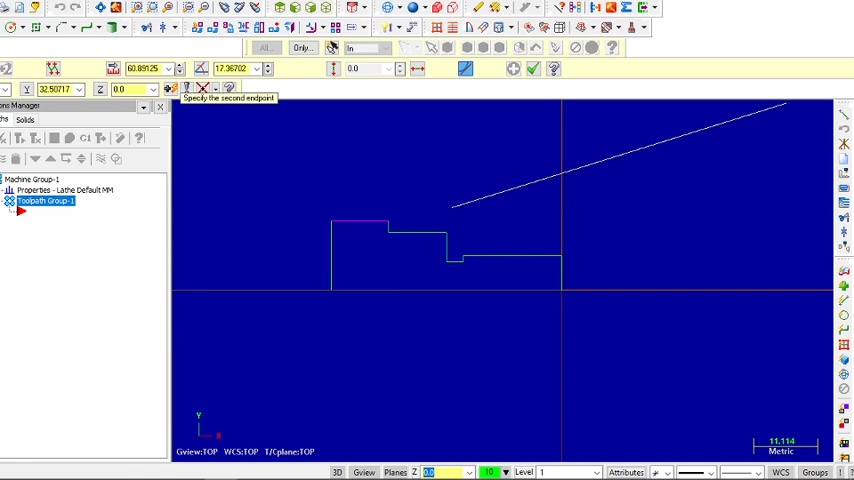 All...
Only...
In
60.89125
17.36702
0.0
Y
32.50717
Z
0.0
Specify the second endpoint
ons Manager
ths
Solids
G1
Machine Group-1
Properties - Lathe Default MM
Toolpath Group-1
Y
X
Gview:TOP WCS:TOP T/Cplane:TOP
11.114
Metric
3D
Gview
Planes
Z
0.0
10
Level
1
Attributes
WCS
Groups